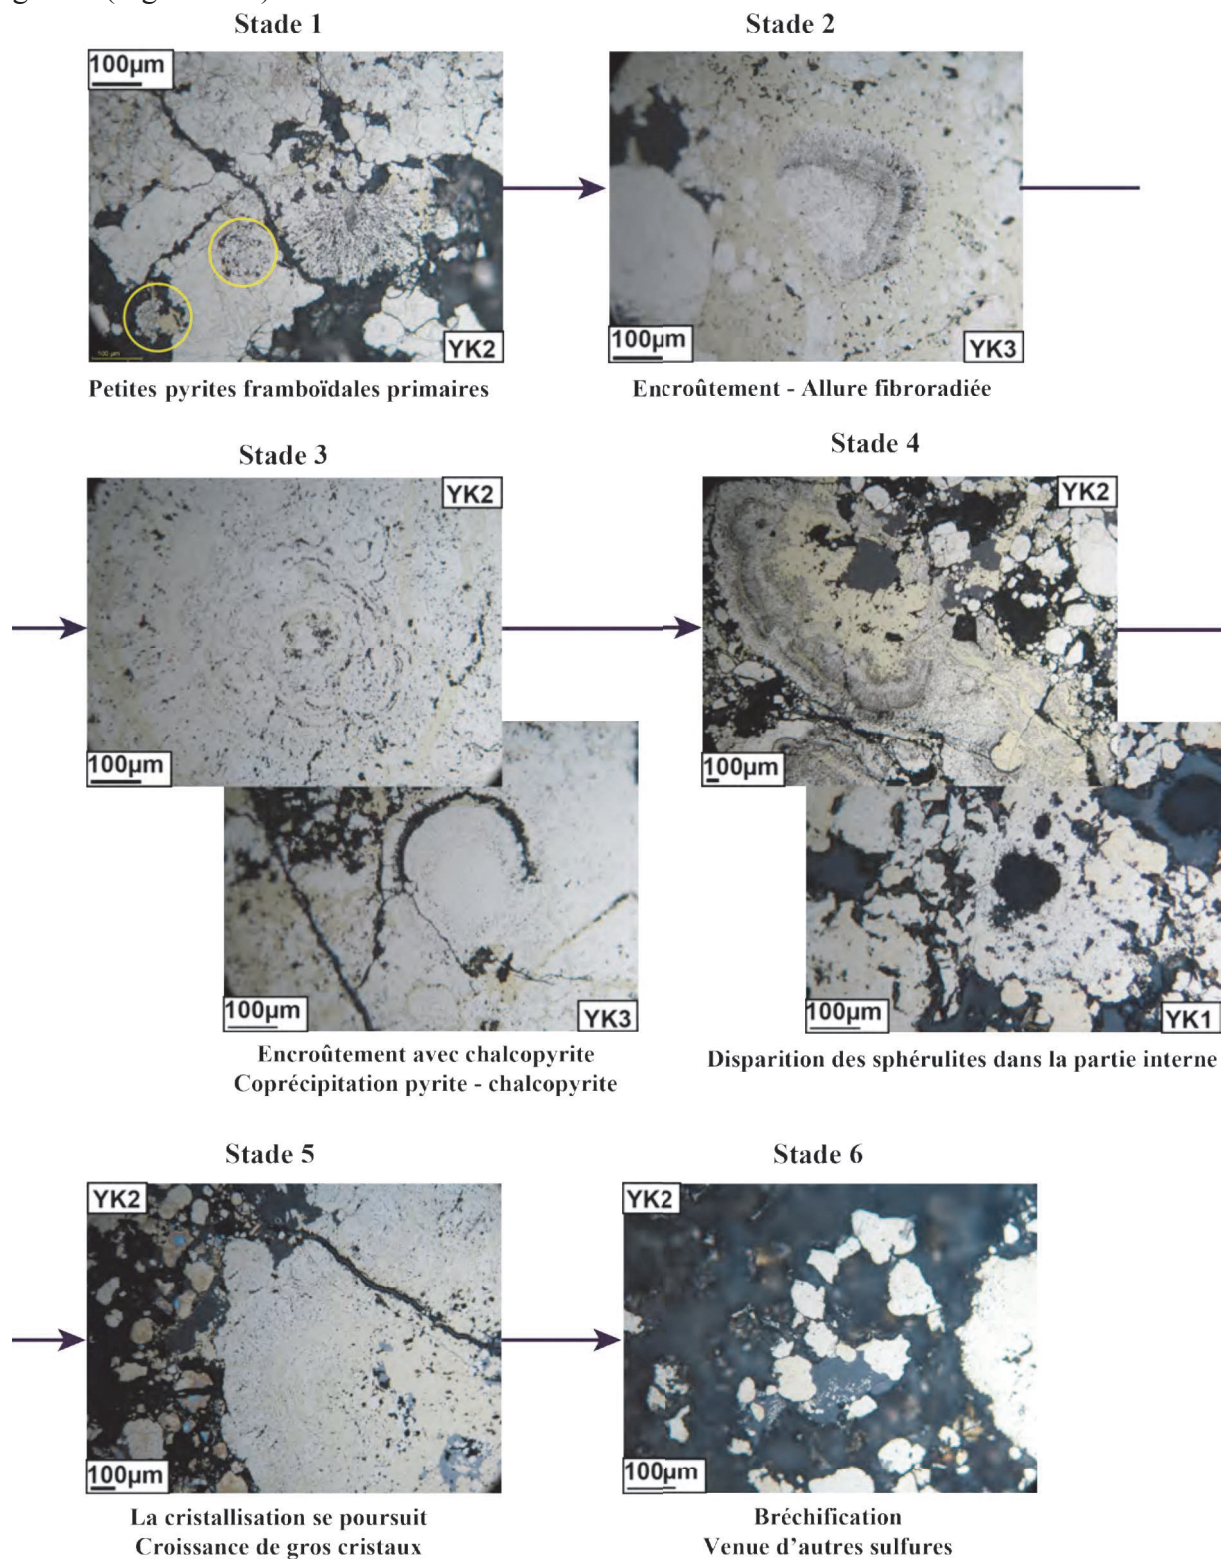 Stade 1
Stade 2
100µm
YK2
100 µm
100µm
YK3
Petites pyrites framboïdales primaires
Encroûtement - Allure fibroradiée
Stade 3
Stade 4
YK2
100µm
YK2
100µm
100µm
YK3
100µm
YK1
Encroûtement avec chalcopyrite
Coprécipitation pyrite - chalcopyrite
Disparition des sphérulites dans la partie interne
Stade 5
Stade 6
YK2
100µm
YK2
100µm
La cristallisation se poursuit
Croissance de gros cristaux
Bréchification
Venue d'autres sulfures